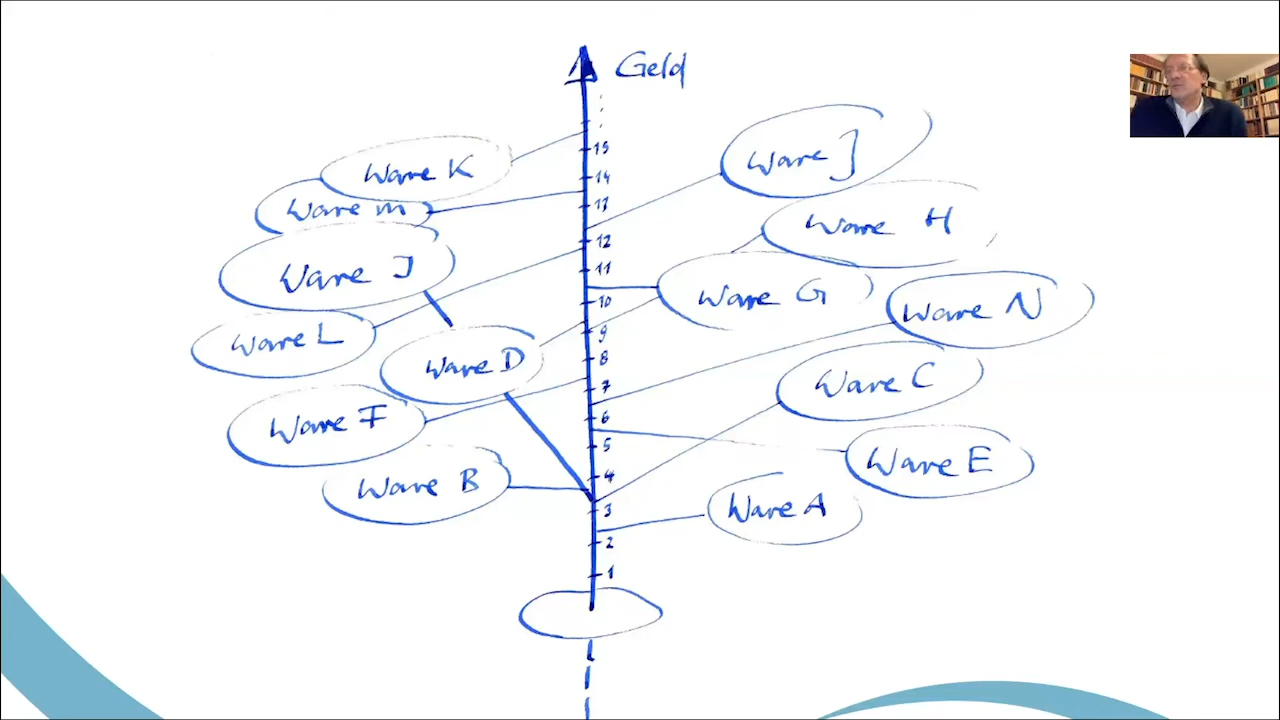 Geld
15
14
13
12
11
10
9
8
7
6
5
4
3
2
1
Ware K
Ware m
Ware J
Ware L
Ware D
Ware F
Ware B
Ware J
Ware H
Ware G
Ware N
Ware C
Ware E
Ware A